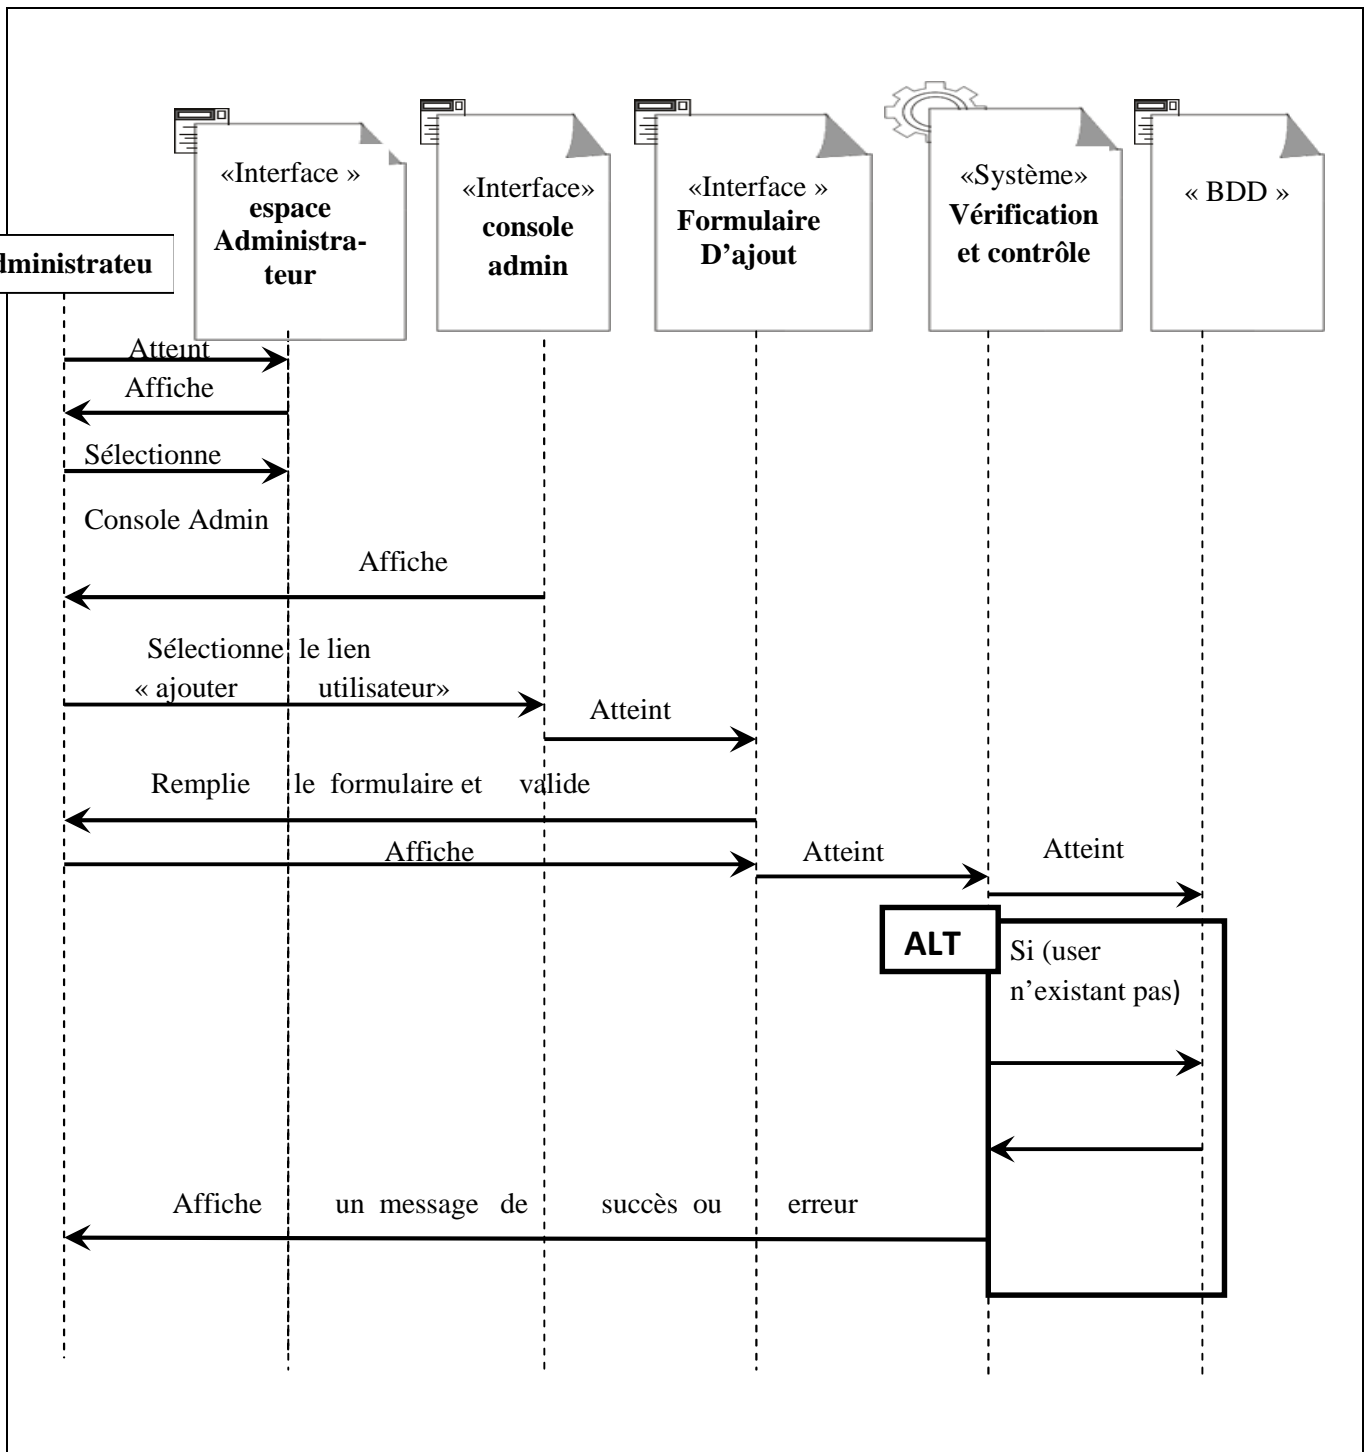 «Interface »
espace
Administra-
teur
«Interface»
console
admin
«Interface »
Formulaire
D’ajout
«Système»
Vérification
et contrôle
« BDD »
dministrateu
Atteint
Affiche
Sélectionne
Console Admin
Affiche
Sélectionne le lien
« ajouter utilisateur»
Atteint
Remplie le formulaire et valide
Affiche
Atteint
Atteint
ALT
Si (user
n’existant pas)
Affiche un message de succès ou erreur